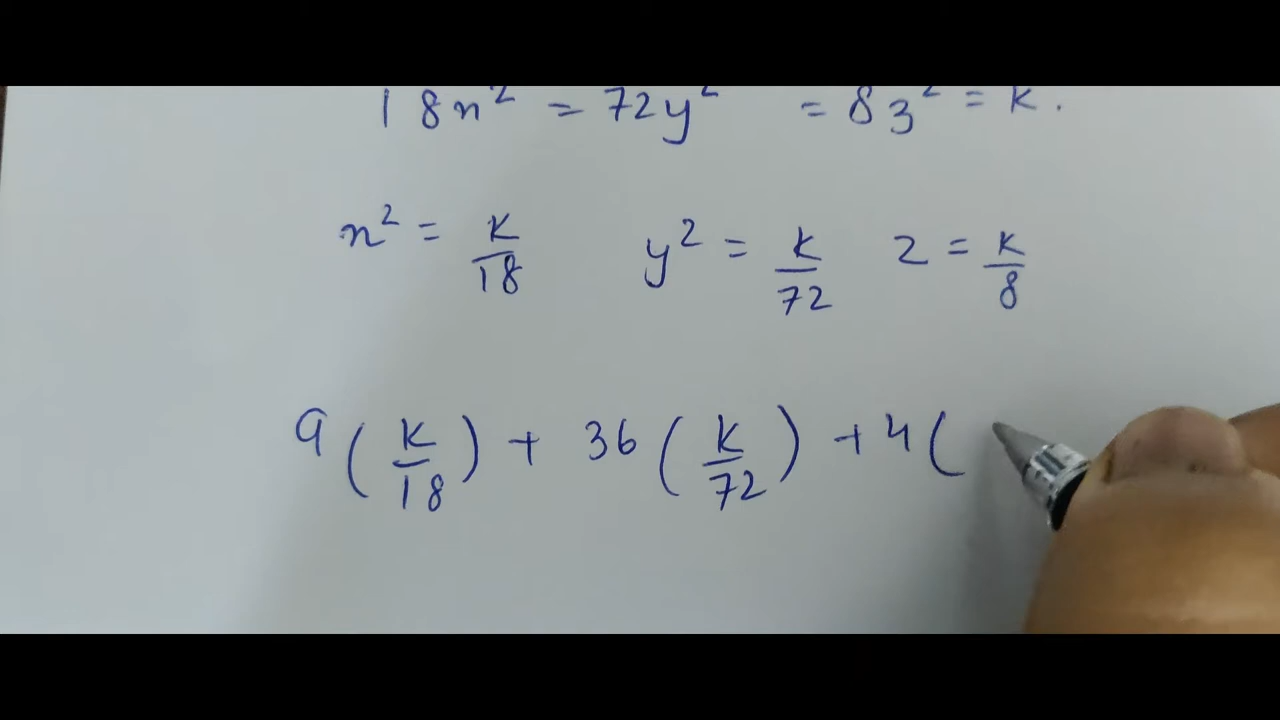 18x² = 72y² = 8z² = k.
x² = k/18 y² = k/72 z = k/8
9(k/18) + 36(k/72) + 4(